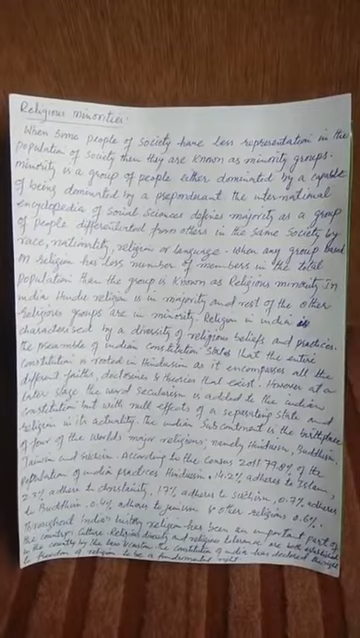 Religious minorities:
When some people of society have less representation in the
population of society then they are known as minority groups.
minority is a group of people either dominated by a capable
of being dominated by a preponderant. the international
encyclopedia of Social Sciences defines majority as a group
of people differentiated from others in the same society by
race, nationality, religion or language. When any group based
on religion has less number of members in the total
population then the group is known as Religious minority. In
india Hindu religion is in majority and rest of the other
religious groups are in minority. Religion in india is
characterised by a diversity of religious beliefs and practices.
the preamble of indian constitution states that the entire
constitution is rooted in Hinduism as it encompasses all the
different faiths, doctrines & theories that exist. However at a
later stage the word secularism is added to the indian
constitution but with null effects of a separating state and
religion in its actuality. the indian Subcontinent is the birthplace
of four of the worlds major religions; namely Hinduism, Buddhism,
Jainism and Sikhism. According to the Census 2011 79.8% of the
population of india practices Hinduism, 14.2% adheres to Islam,
2.3% adhere to christianity, 1.7% adheres to Sikhism, 0.7% adheres
to Buddhism, 0.4% adheres to jainism & other religions 0.6%.
Throughout India's history religion has been an important part of
the country's culture. Religious diversity and religious tolerance are both established
in the country by the law & custom. the constitution of india has declared the right
to freedom of religion to be a fundamental right